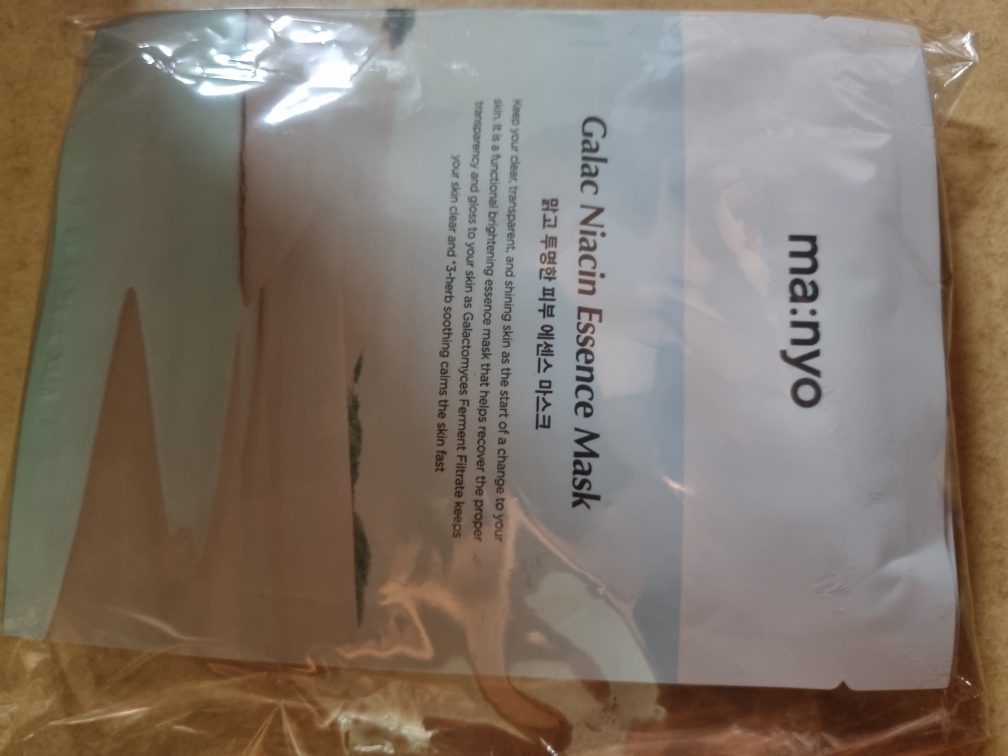 ma:nyo
Galac Niacin Essence Mask
맑고 투명한 피부 에센스 마스크
Keep your clear, transparent, and shining skin as the start of a change to your
skin. It is a functional brightening essence mask that helps recover the proper
transparency and gloss to your skin as Galactomyces Ferment Filtrate keeps
your skin clear and *3-herb soothing calms the skin fast